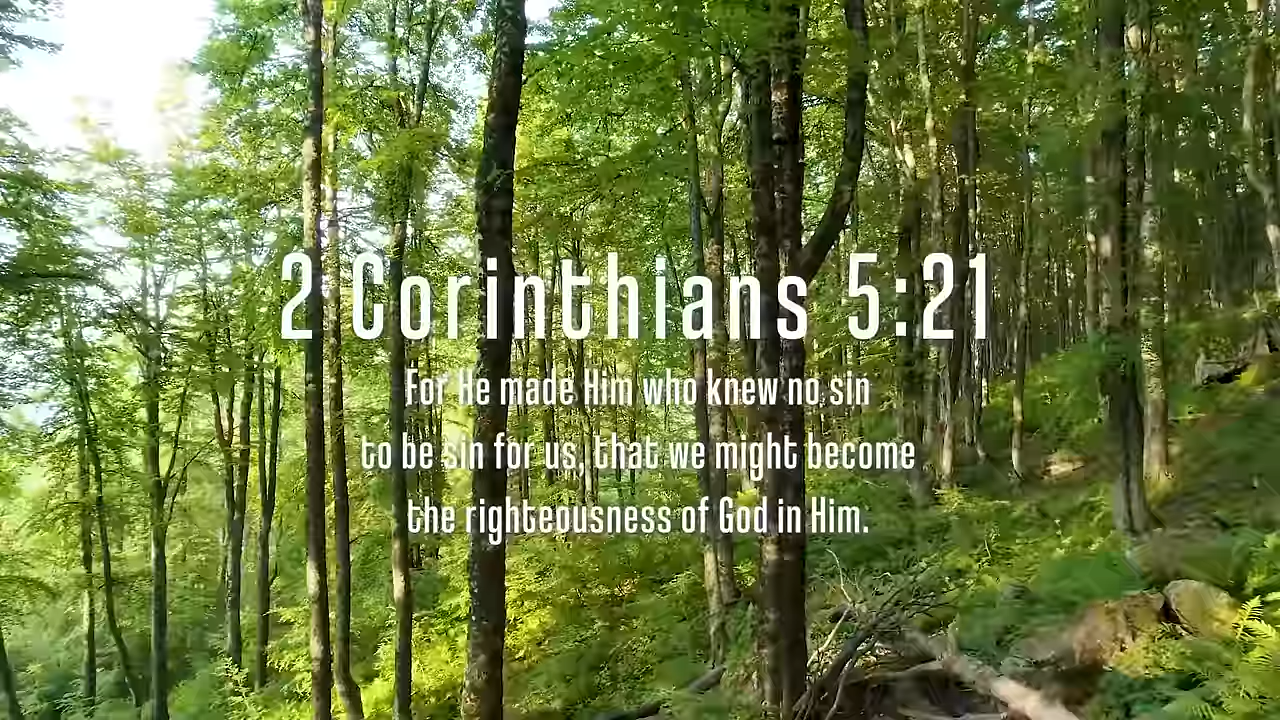 2 Corinthians 5:21
For He made Him who knew no sin
to be sin for us, that we might become
the righteousness of God in Him.